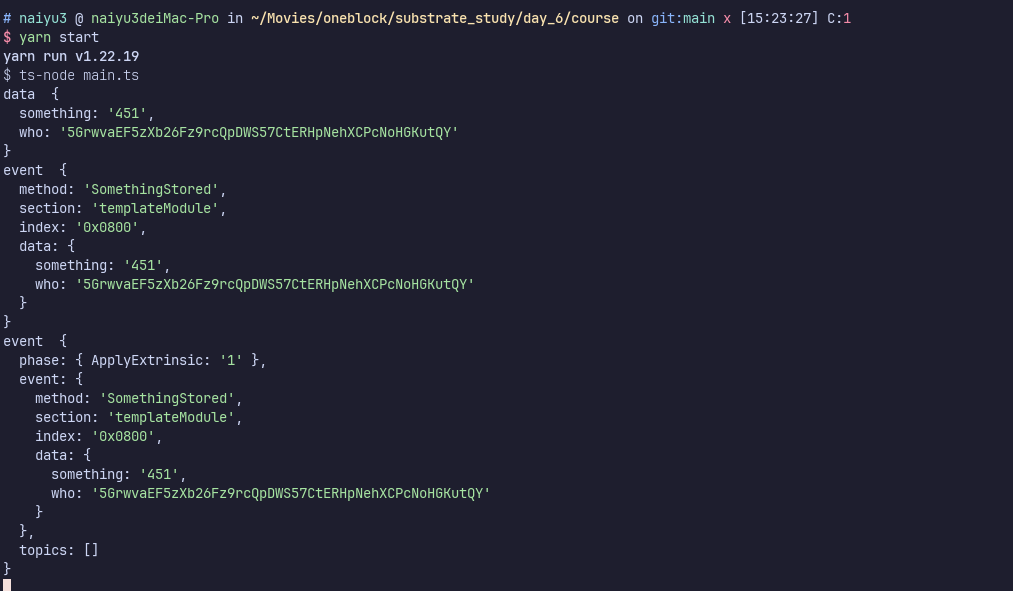 # naiyu3 @ naiyu3deiMac-Pro in ~/Movies/oneblock/substrate_study/day_6/course on git:main x [15:23:27] C:1
$ yarn start
yarn run v1.22.19
$ ts-node main.ts
data  {
  something: '451',
  who: '5GrwvaEF5zXb26Fz9rcQpDWS57CtERHpNehXCPcNoHGKutQY'
}
event  {
  method: 'SomethingStored',
  section: 'templateModule',
  index: '0x0800',
  data: {
    something: '451',
    who: '5GrwvaEF5zXb26Fz9rcQpDWS57CtERHpNehXCPcNoHGKutQY'
  }
}
event  {
  phase: { ApplyExtrinsic: '1' },
  event: {
    method: 'SomethingStored',
    section: 'templateModule',
    index: '0x0800',
    data: {
      something: '451',
      who: '5GrwvaEF5zXb26Fz9rcQpDWS57CtERHpNehXCPcNoHGKutQY'
    }
  },
  topics: []
}